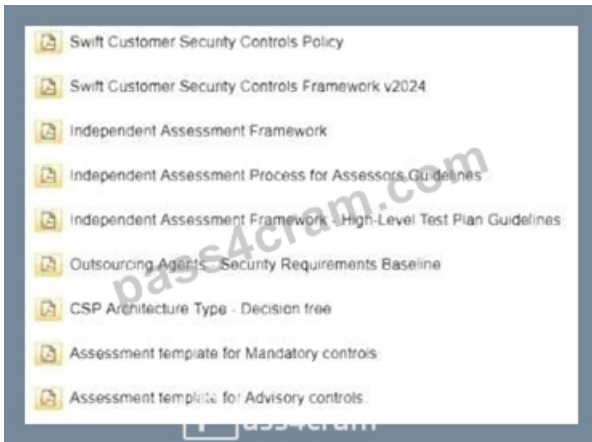 Swift Customer Security Controls Policy
Swift Customer Security Controls Framework v2024
Independent Assessment Framework
Independent Assessment Process for Assessors Guidelines
Independent Assessment Framework - High-Level Test Plan Guidelines
Outsourcing Agents - Security Requirements Baseline
CSP Architecture Type - Decision tree
Assessment template for Mandatory controls
Assessment template for Advisory controls
pass4cram.com